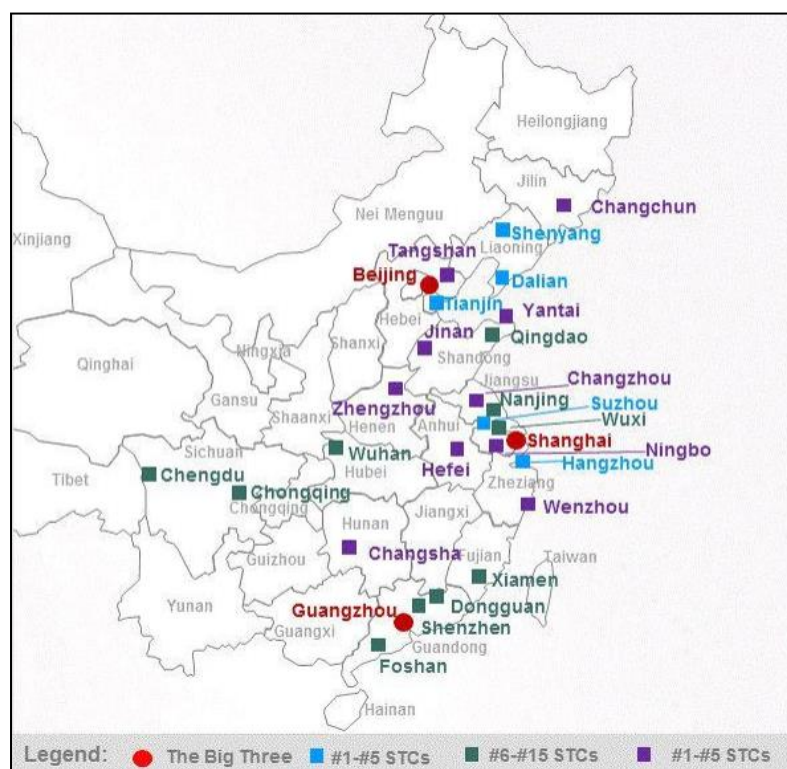 Heilongjiang
Jilin
Changchun
Nei Menguu
Shenyang
Liaoning
Xinjiang
Tangshan
Beijing
Dalian
Tianjin
Yantai
Hebei
Jinan
Qingdao
Shanxi
Shandong
Ningxia
Qinghai
Jiangsu
Changzhou
Gansu
Nanjing
Suzhou
Zhengzhou
Shaanxi
Henen
Anhui
Wuxi
Shanghai
Sichuan
Wuhan
Ningbo
Hefei
Hangzhou
Tibet
Chengdu
Hubei
Zheziang
Chongqing
Chongqing
Wenzhou
Hunan
Jiangxi
Changsha
Guizhou
Fujian
Taiwan
Xiamen
Yunan
Guangzhou
Dongguan
Guangxi
Shenzhen
Guandong
Foshan
Hainan
Legend: The Big Three #1-#5 STCs #6-#15 STCs #1-#5 STCs